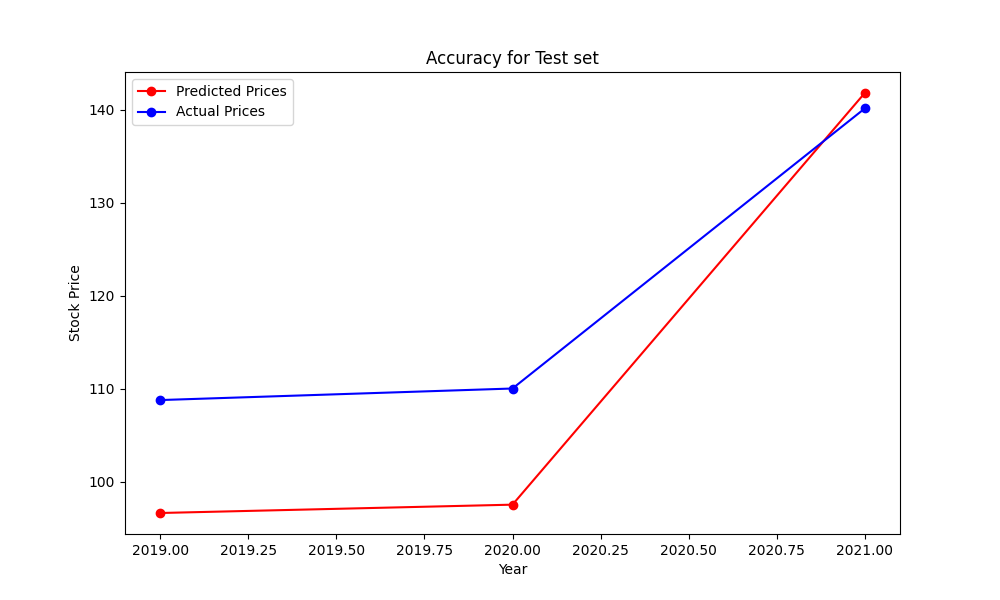 Accuracy for Test set
Predicted Prices
Actual Prices
140
130
120
110
100
Stock Price
2019.00 2019.25 2019.50 2019.75 2020.00 2020.25 2020.50 2020.75 2021.00
Year